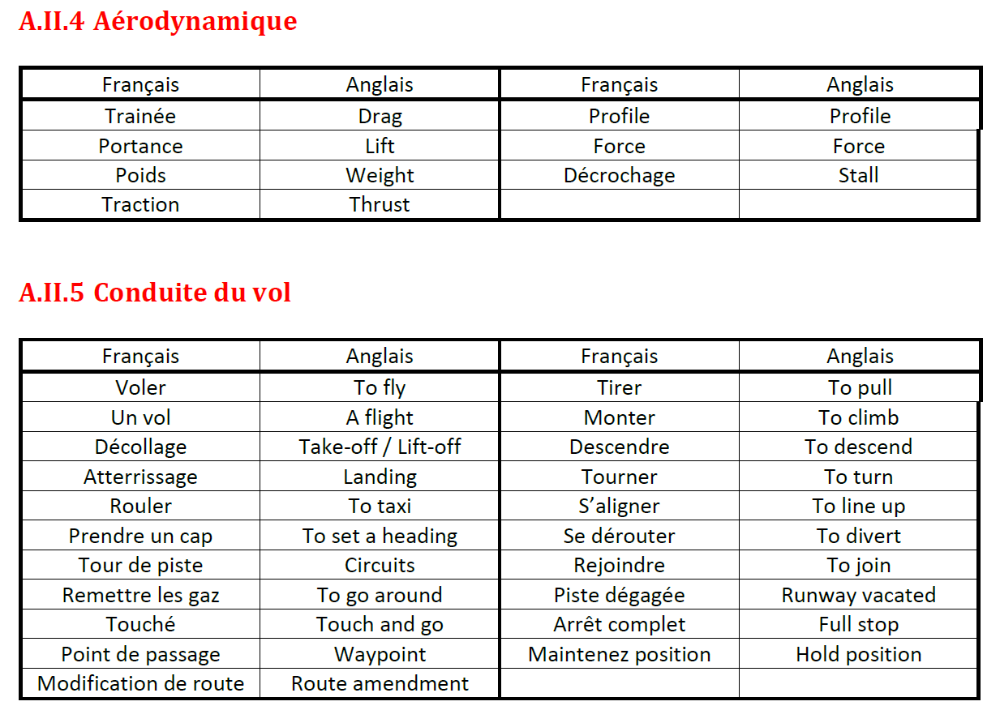 A.II.4 Aérodynamique
Français Anglais Français Anglais
Trainée Drag Profile Profile
Portance Lift Force Force
Poids Weight Décrochage Stall
Traction Thrust
A.II.5 Conduite du vol
Français Anglais Français Anglais
Voler To fly Tirer To pull
Un vol A flight Monter To climb
Décollage Take-off / Lift-off Descendre To descend
Atterrissage Landing Tourner To turn
Rouler To taxi S’aligner To line up
Prendre un cap To set a heading Se dérouter To divert
Tour de piste Circuits Rejoindre To join
Remettre les gaz To go around Piste dégagée Runway vacated
Touché Touch and go Arrêt complet Full stop
Point de passage Waypoint Maintenez position Hold position
Modification de route Route amendment